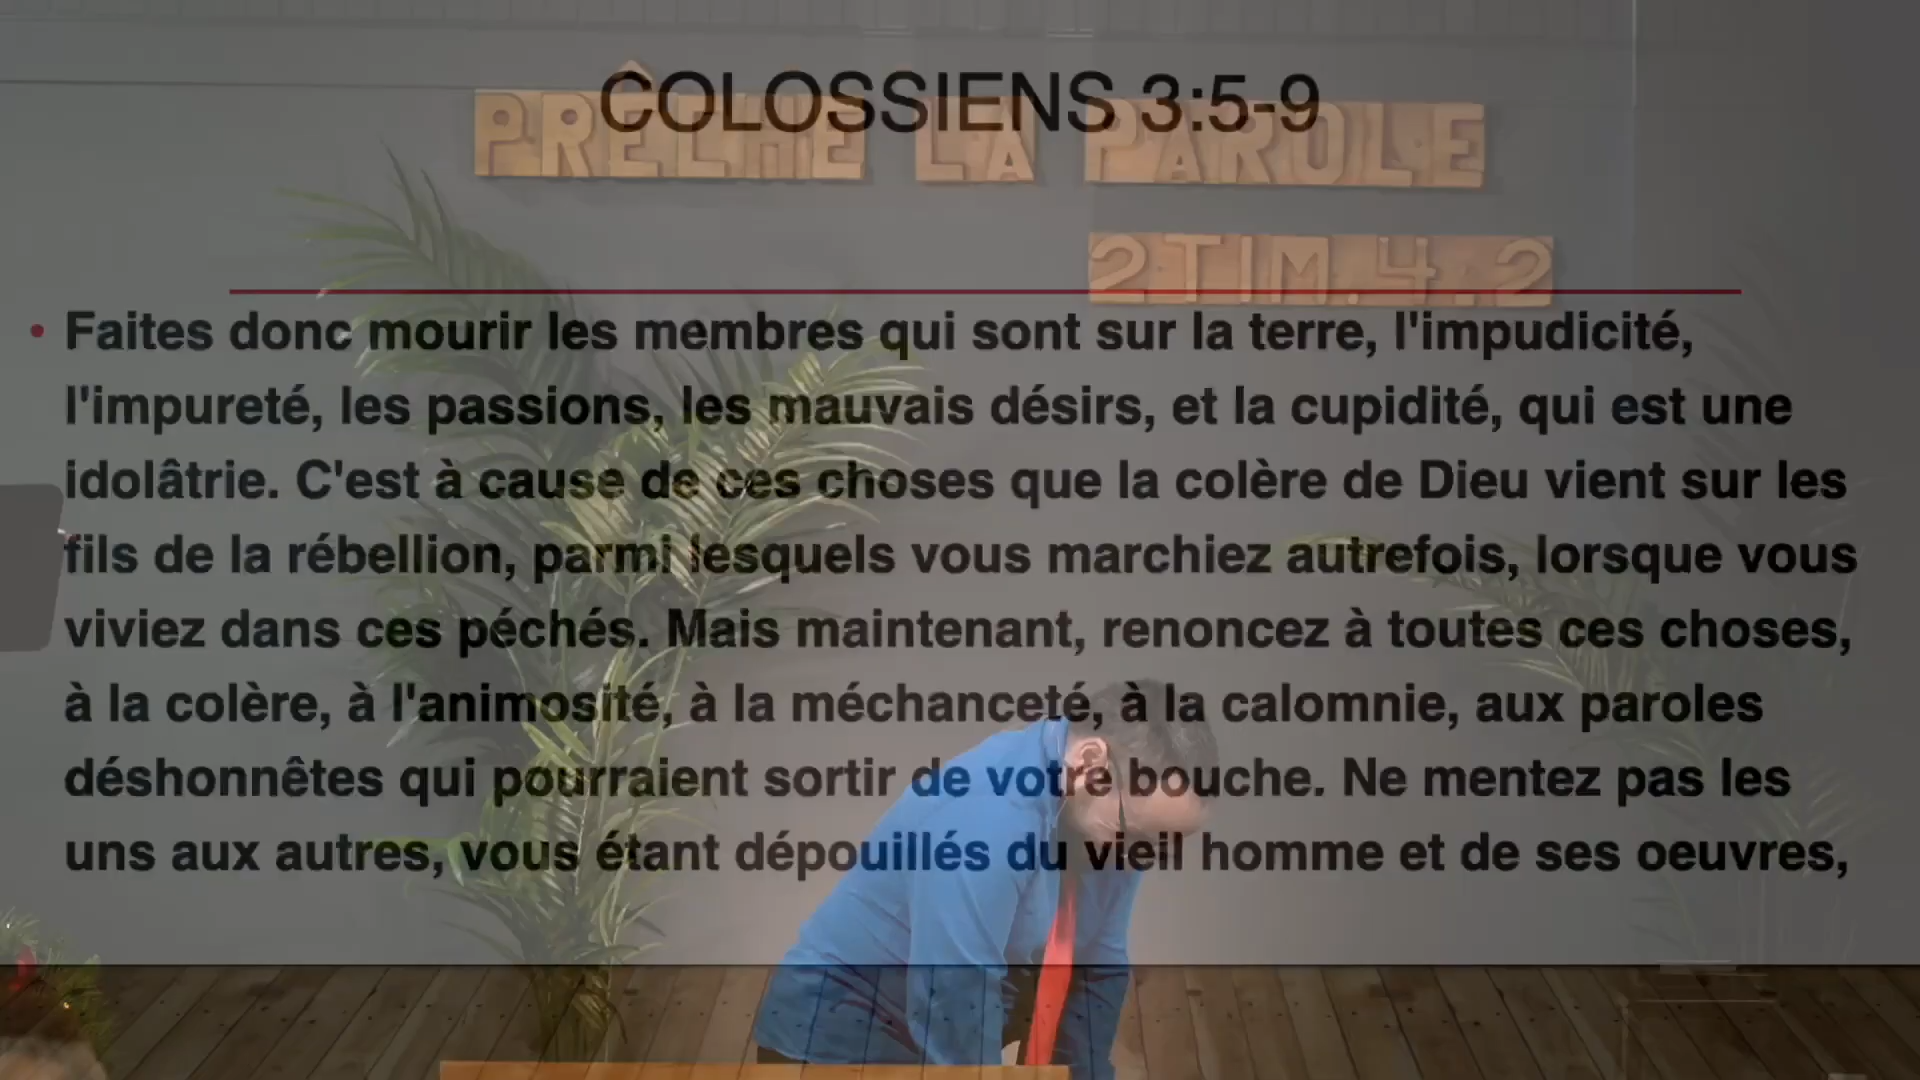 COLOSSIENS 3:5-9
PRÊCHE LA PAROLE
2 TIM. 4. 2
• Faites donc mourir les membres qui sont sur la terre, l'impudicité,
l'impureté, les passions, les mauvais désirs, et la cupidité, qui est une
idolâtrie. C'est à cause de ces choses que la colère de Dieu vient sur les
fils de la rébellion, parmi lesquels vous marchiez autrefois, lorsque vous
viviez dans ces péchés. Mais maintenant, renoncez à toutes ces choses,
à la colère, à l'animosité, à la méchanceté, à la calomnie, aux paroles
déshonnêtes qui pourraient sortir de votre bouche. Ne mentez pas les
uns aux autres, vous étant dépouillés du vieil homme et de ses oeuvres,